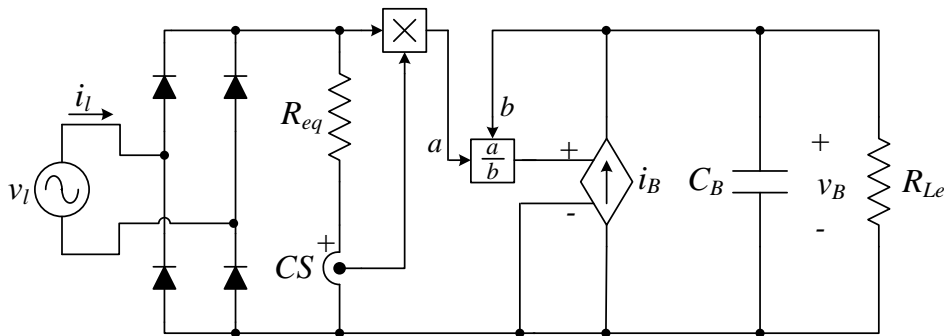 i_l
v_l
R_eq
CS
+
×
a
b
a
b
+
-
i_B
C_B
+
v_B
-
R_Le